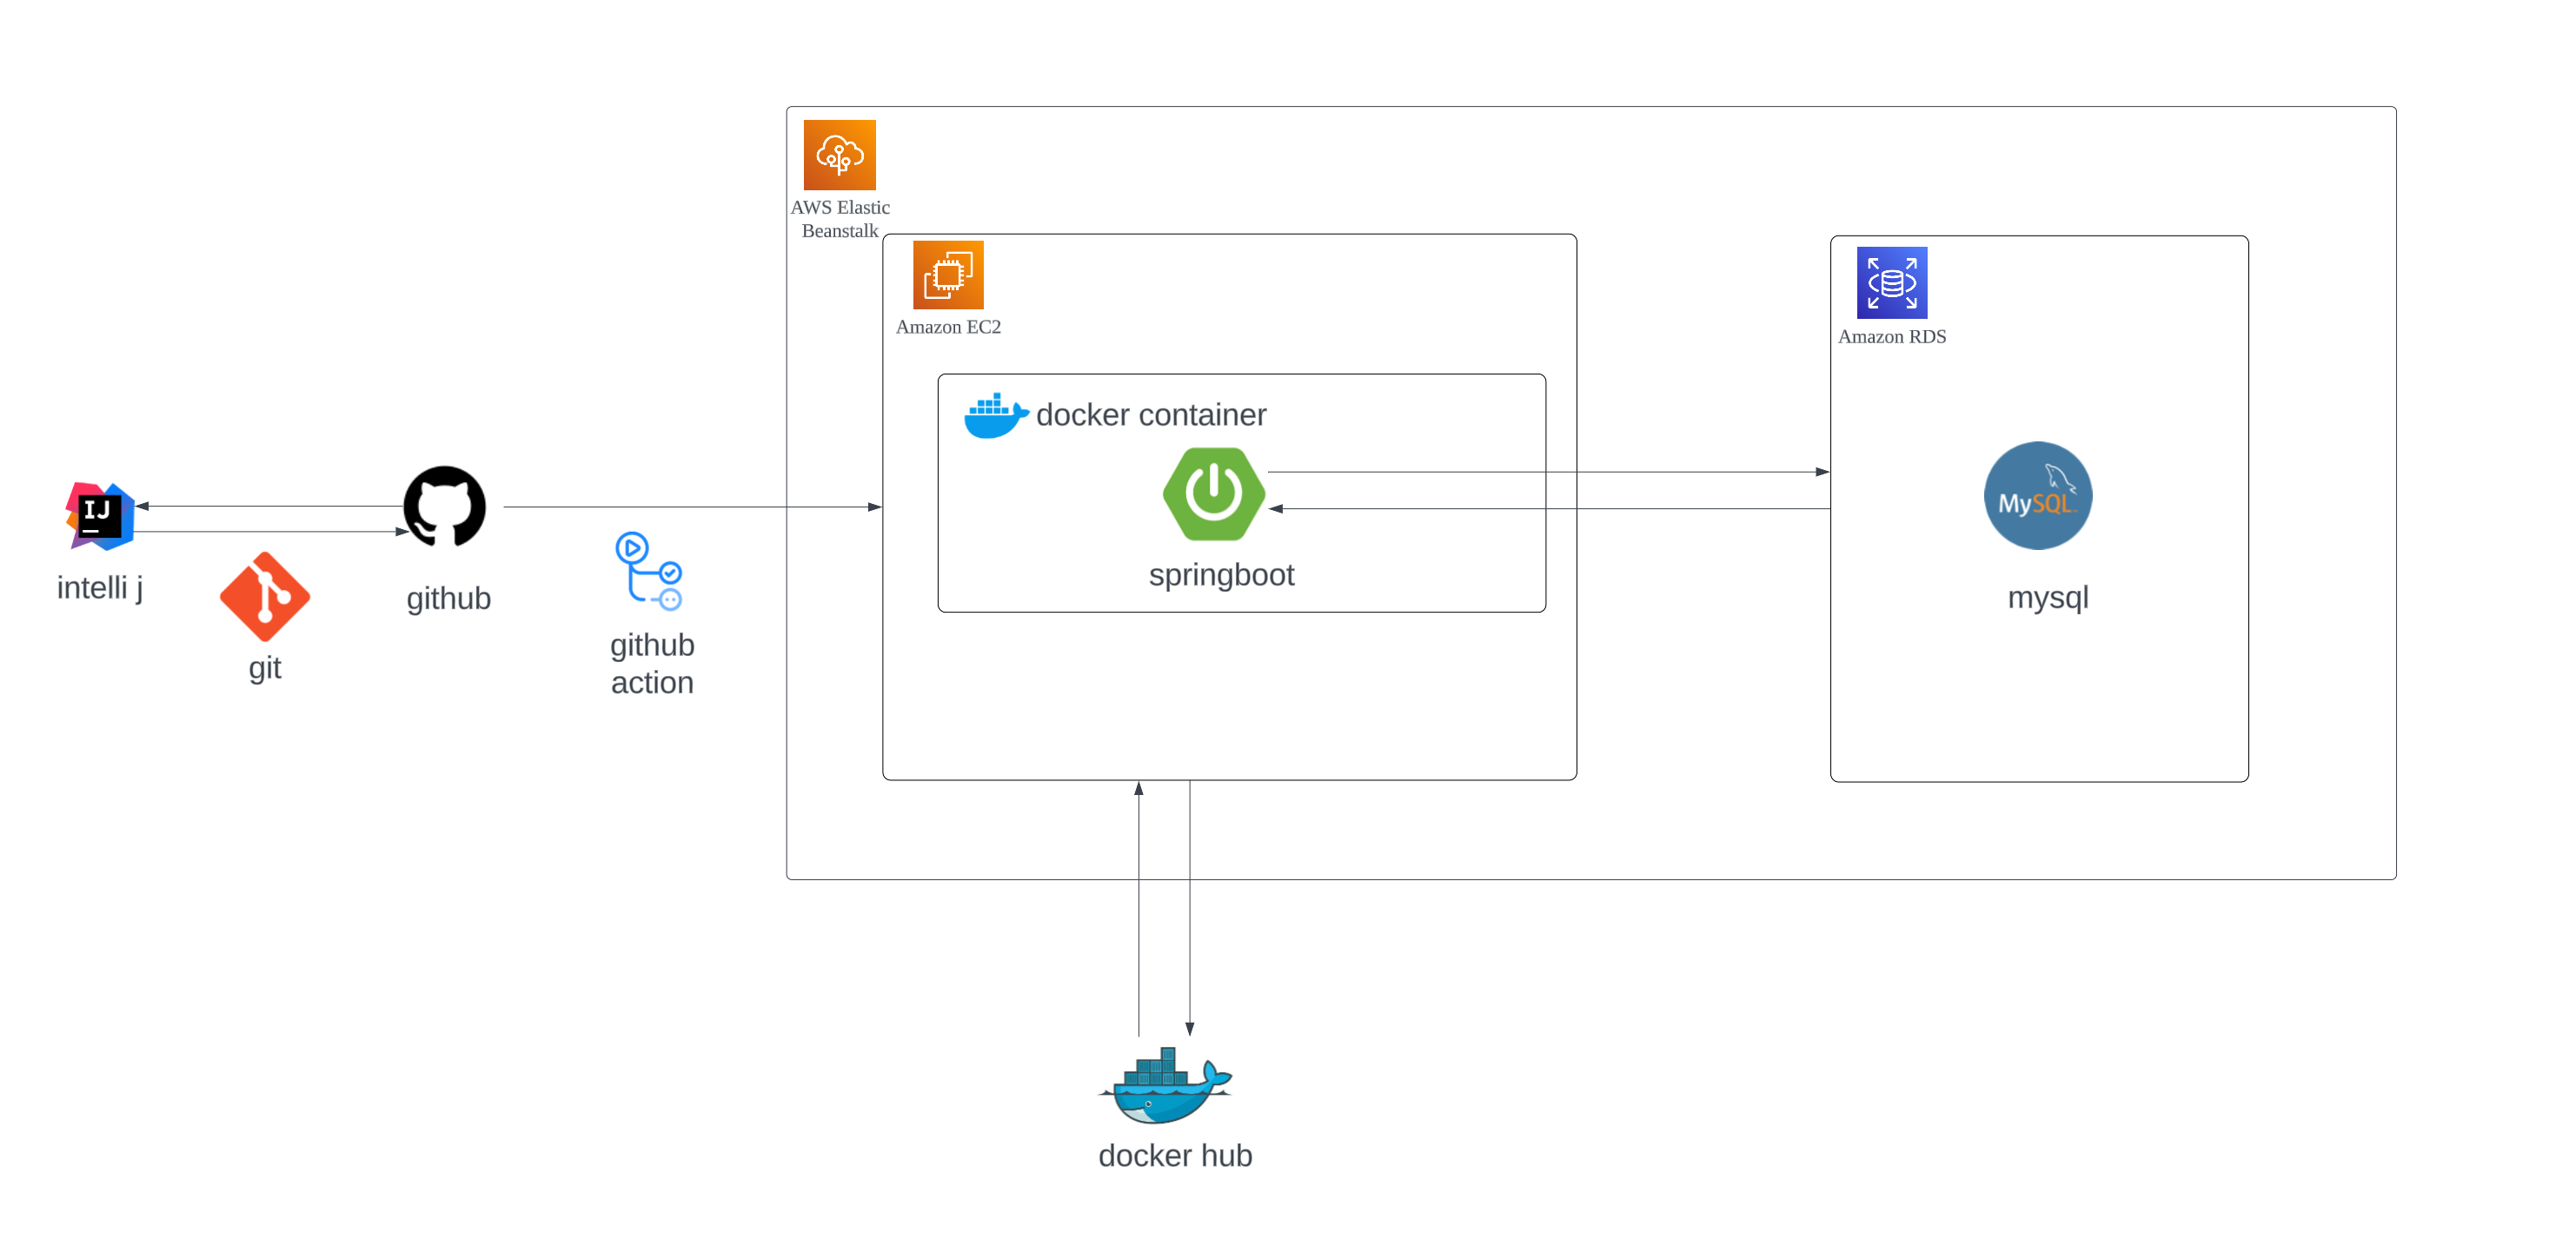 AWS Elastic
Beanstalk
Amazon EC2
Amazon RDS
docker container
IJ
MySQL
intelli j
git
github
github
action
springboot
mysql
docker hub